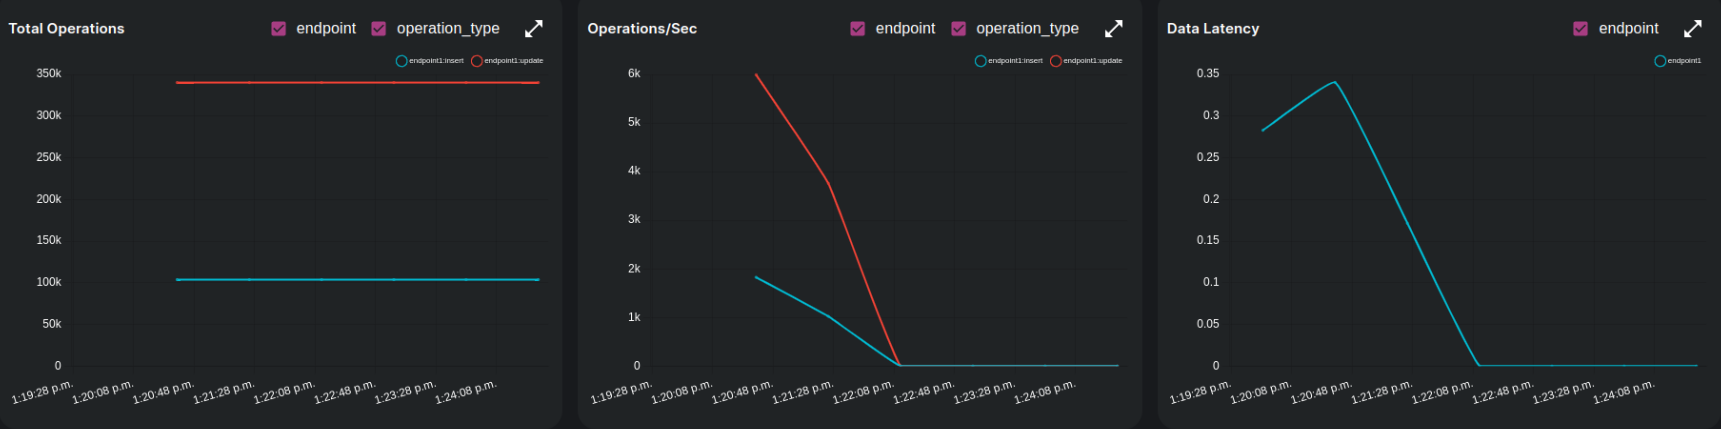 Total Operations endpoint operation_type
endpoint1:insert endpoint1:update
350k
300k
250k
200k
150k
100k
50k
0
1:19:28 p.m. 1:20:08 p.m. 1:20:48 p.m. 1:21:28 p.m. 1:22:08 p.m. 1:22:48 p.m. 1:23:28 p.m. 1:24:08 p.m.
Operations/Sec endpoint operation_type
endpoint1:insert endpoint1:update
6k
5k
4k
3k
2k
1k
0
1:19:28 p.m. 1:20:08 p.m. 1:20:48 p.m. 1:21:28 p.m. 1:22:08 p.m. 1:22:48 p.m. 1:23:28 p.m. 1:24:08 p.m.
Data Latency endpoint
endpoint1
0.35
0.3
0.25
0.2
0.15
0.1
0.05
0
1:19:28 p.m. 1:20:08 p.m. 1:20:48 p.m. 1:21:28 p.m. 1:22:08 p.m. 1:22:48 p.m. 1:23:28 p.m. 1:24:08 p.m.